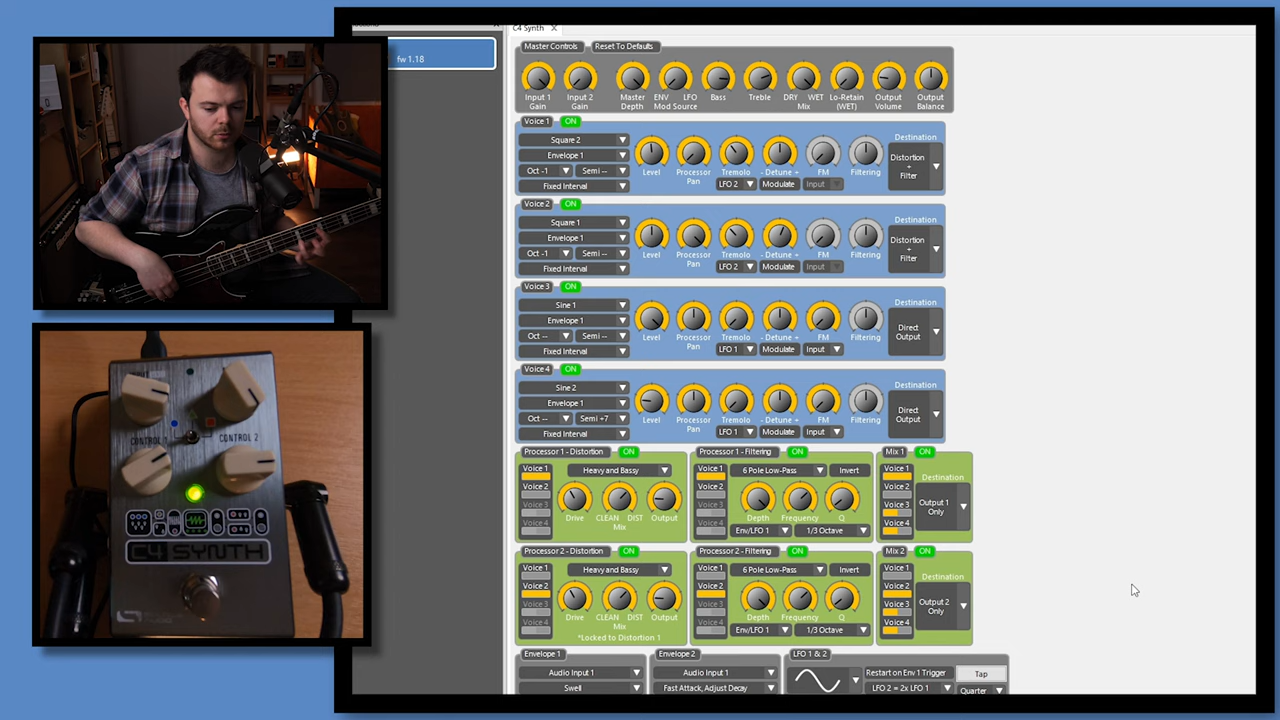 fw 1.18
C4 Synth
Master Controls Reset To Defaults
Input 1 Gain
Input 2 Gain
Master Depth
ENV LFO Mod Source
Bass
Treble
DRY WET Mix
Lo-Retain (WET)
Output Volume
Output Balance
Voice 1 ON
Square 2
Envelope 1
Oct -1 Semi --
Fixed Interval
Level
Processor Pan
Tremolo
LFO 2
- Detune +
Modulate
FM
Input
Filtering
Destination
Distortion + Filter
Voice 2 ON
Square 1
Envelope 1
Oct -1 Semi --
Fixed Interval
Level
Processor Pan
Tremolo
LFO 2
- Detune +
Modulate
FM
Input
Filtering
Destination
Distortion + Filter
Voice 3 ON
Sine 1
Envelope 1
Oct -- Semi --
Fixed Interval
Level
Processor Pan
Tremolo
LFO 1
- Detune +
Modulate
FM
Input
Filtering
Destination
Direct Output
Voice 4 ON
Sine 2
Envelope 1
Oct -- Semi +7
Fixed Interval
Level
Processor Pan
Tremolo
LFO 1
- Detune +
Modulate
FM
Input
Filtering
Destination
Direct Output
Processor 1 - Distortion ON
Voice 1
Voice 2
Voice 3
Voice 4
Heavy and Bassy
Drive
CLEAN DIST Mix
Output
Processor 1 - Filtering ON
Voice 1
Voice 2
Voice 3
Voice 4
6 Pole Low-Pass Invert
Depth Frequency Q
Env/LFO 1 1/3 Octave
Mix 1 ON
Voice 1
Voice 2
Voice 3
Voice 4
Destination
Output 1 Only
Processor 2 - Distortion ON
Voice 1
Voice 2
Voice 3
Voice 4
Heavy and Bassy
Drive
CLEAN DIST Mix
Output
*Locked to Distortion 1
Processor 2 - Filtering ON
Voice 1
Voice 2
Voice 3
Voice 4
6 Pole Low-Pass Invert
Depth Frequency Q
Env/LFO 1 1/3 Octave
Mix 2 ON
Voice 1
Voice 2
Voice 3
Voice 4
Destination
Output 2 Only
Envelope 1
Audio Input 1
Swell
Envelope 2
Audio Input 1
Fast Attack, Adjust Decay
LFO 1 & 2
Restart on Env 1 Trigger Tap
LFO 2 = 2x LFO 1 Quarter
CONTROL 1 CONTROL 2
C4 SYNTH